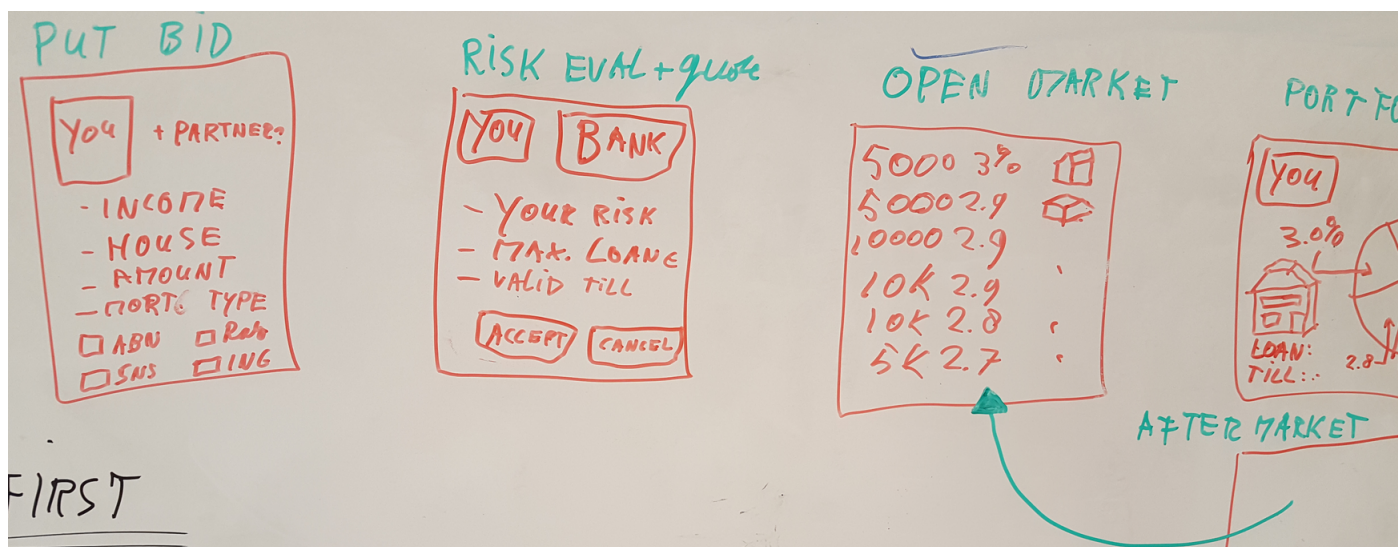 PUT BID
YOU + PARTNER?
- INCOME
- HOUSE
- AMOUNT
- MORTG TYPE
ABN RABO
SNS ING
RISK EVAL + quote
YOU BANK
- YOUR RISK
- MAX. LOANE
- VALID TILL
ACCEPT CANCEL
OPEN MARKET
5000 3%
5000 2.9
10000 2.9
10K 2.9
10K 2.8
5K 2.7
PORTFO
YOU
3.0%
LOAN:
TILL:
2.8
AFTER MARKET
FIRST